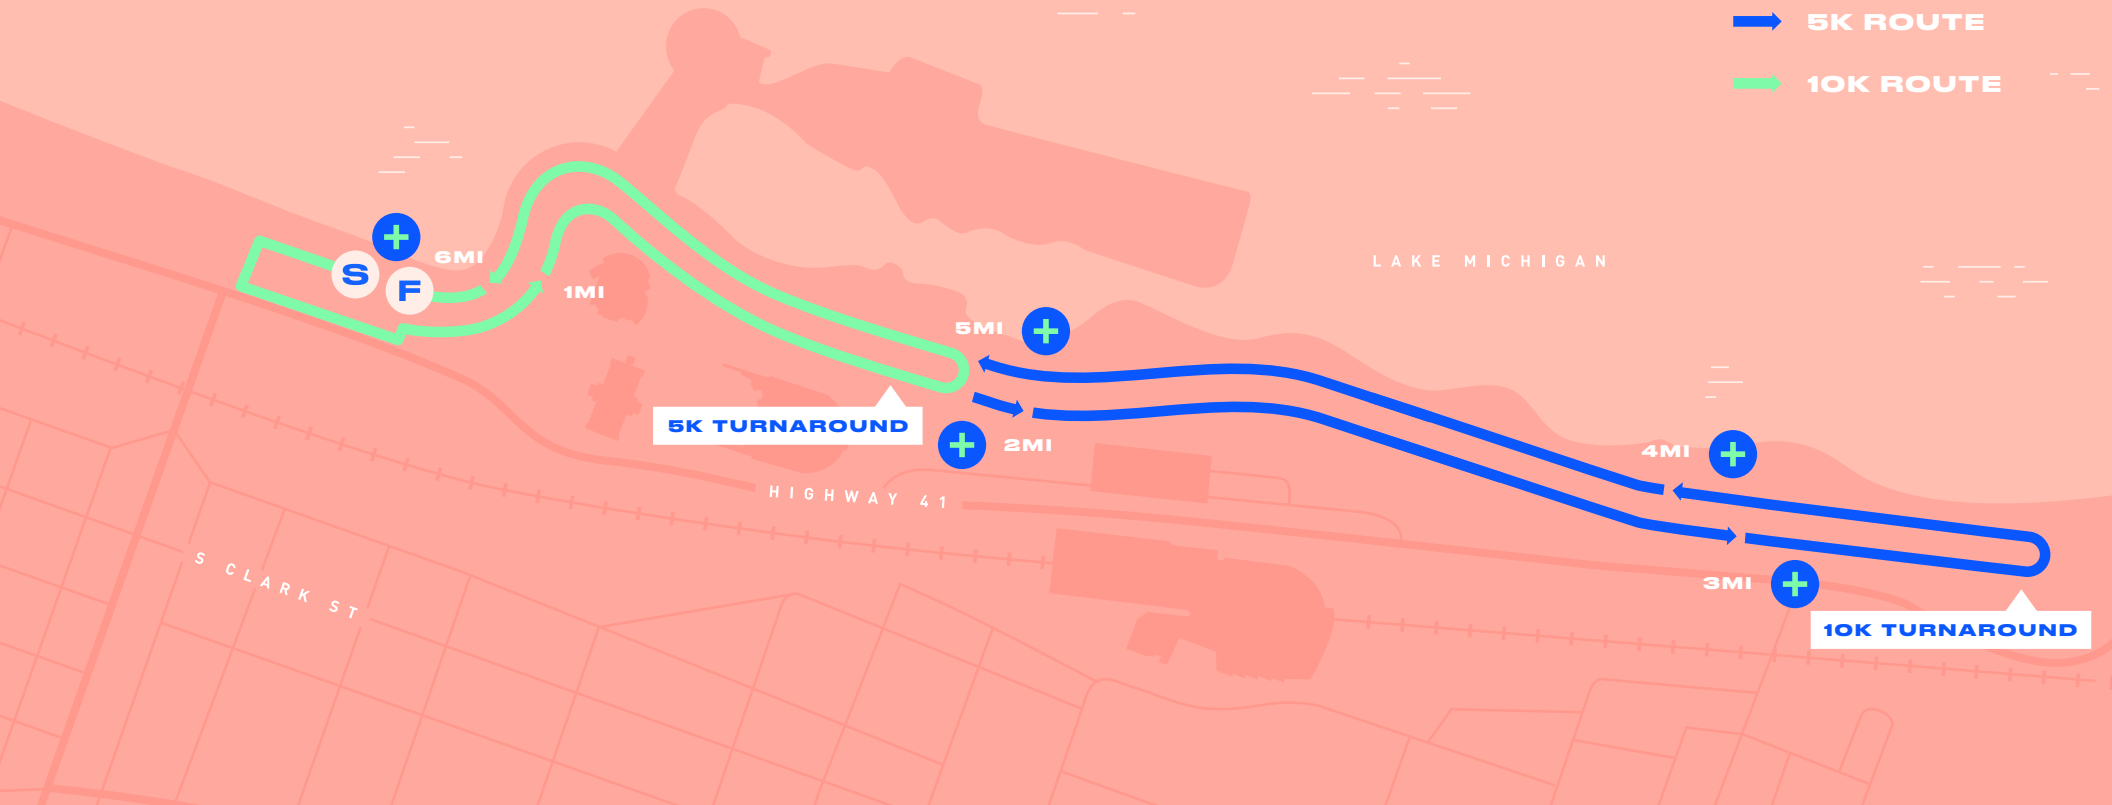 5K ROUTE
10K ROUTE
LAKE MICHIGAN
S
F
6MI
1MI
5MI
5K TURNAROUND
2MI
4MI
HIGHWAY 41
S CLARK ST
3MI
10K TURNAROUND